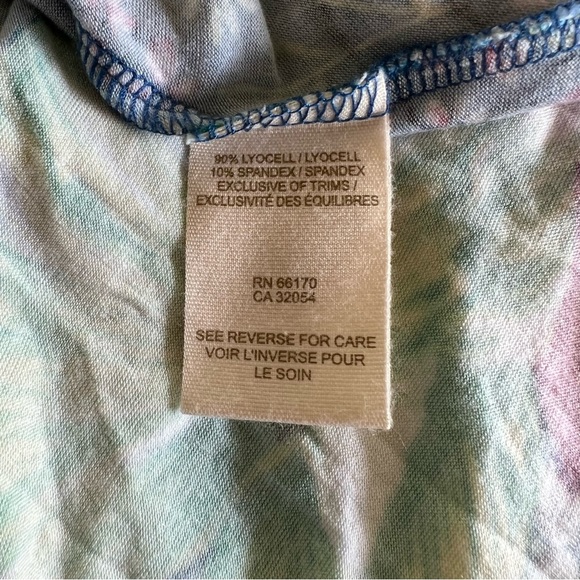 90% LYOCELL / LYOCELL
10% SPANDEX / SPANDEX
EXCLUSIVE OF TRIMS /
EXCLUSIVITÉ DES ÉQUILIBRES
RN 66170
CA 32054
SEE REVERSE FOR CARE
VOIR L'INVERSE POUR
LE SOIN